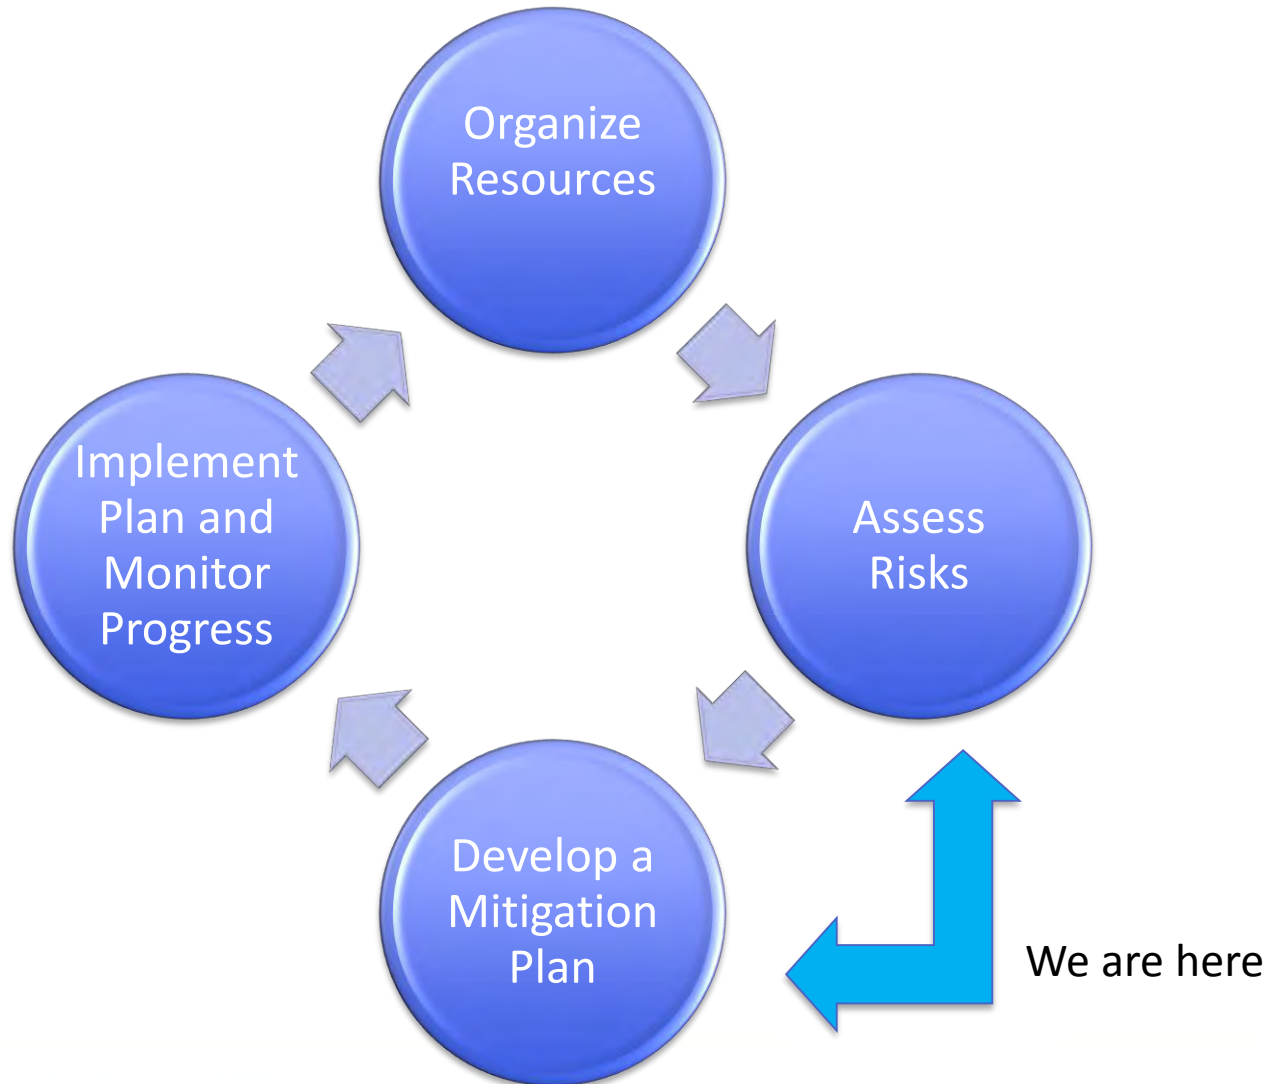 Organize
Resources
Assess
Risks
Develop a
Mitigation
Plan
Implement
Plan and
Monitor
Progress
We are here